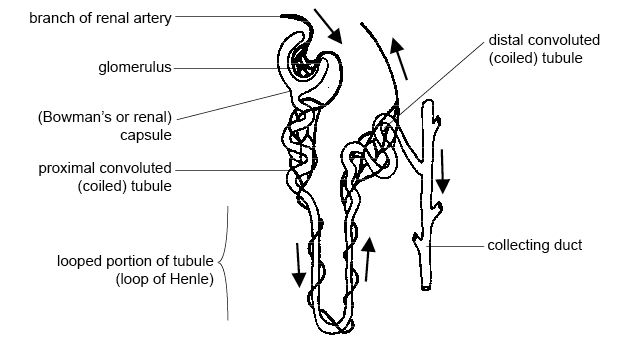 branch of renal artery
glomerulus
(Bowman's or renal)
capsule
proximal convoluted
(coiled) tubule
looped portion of tubule
(loop of Henle)
distal convoluted
(coiled) tubule
collecting duct